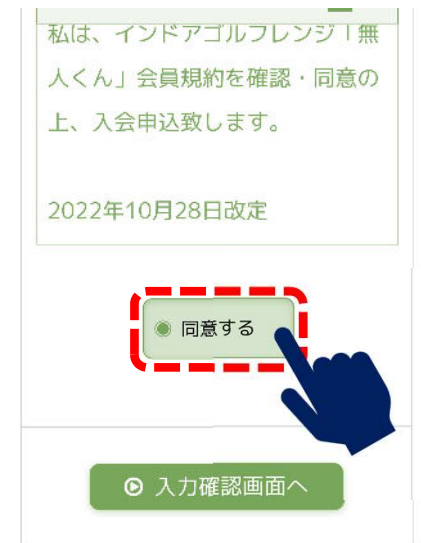 私は、インドアゴルフレンジ「無
人くん」会員規約を確認・同意の
上、入会申込致します。
2022年10月28日改定
同意する
入力確認画面へ